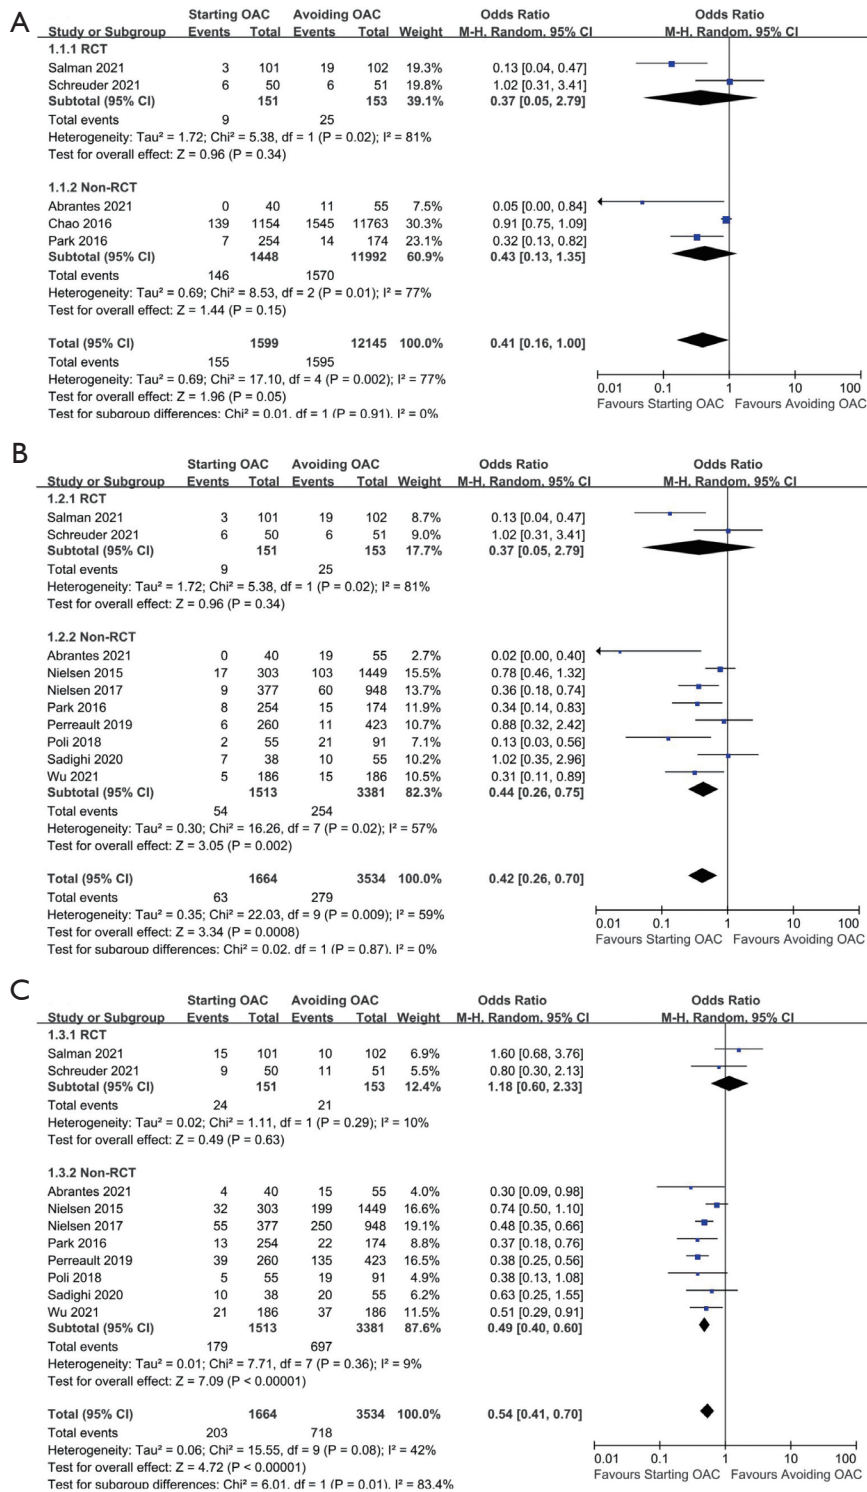 A
Starting OAC Avoiding OAC Odds Ratio Odds Ratio
Study or Subgroup Events Total Events Total Weight M-H, Random, 95% CI M-H, Random, 95% CI
1.1.1 RCT
Salman 2021 3 101 19 102 19.3% 0.13 [0.04, 0.47]
Schreuder 2021 6 50 6 51 19.8% 1.02 [0.31, 3.41]
Subtotal (95% CI) 151 153 39.1% 0.37 [0.05, 2.79]
Total events 9 25
Heterogeneity: Tau² = 1.72; Chi² = 5.38, df = 1 (P = 0.02); I² = 81%
Test for overall effect: Z = 0.96 (P = 0.34)
1.1.2 Non-RCT
Abrantes 2021 0 40 11 55 7.5% 0.05 [0.00, 0.84]
Chao 2016 139 1154 1545 11763 30.3% 0.91 [0.75, 1.09]
Park 2016 7 254 14 174 23.1% 0.32 [0.13, 0.82]
Subtotal (95% CI) 1448 11992 60.9% 0.43 [0.13, 1.35]
Total events 146 1570
Heterogeneity: Tau² = 0.69; Chi² = 8.53, df = 2 (P = 0.01); I² = 77%
Test for overall effect: Z = 1.44 (P = 0.15)
Total (95% CI) 1599 12145 100.0% 0.41 [0.16, 1.00]
Total events 155 1595
Heterogeneity: Tau² = 0.69; Chi² = 17.10, df = 4 (P = 0.002); I² = 77%
Test for overall effect: Z = 1.96 (P = 0.05)
Test for subgroup differences: Chi² = 0.01, df = 1 (P = 0.91), I² = 0%
0.01 0.1 1 10 100
Favours Starting OAC Favours Avoiding OAC
B
Starting OAC Avoiding OAC Odds Ratio Odds Ratio
Study or Subgroup Events Total Events Total Weight M-H, Random, 95% CI M-H, Random, 95% CI
1.2.1 RCT
Salman 2021 3 101 19 102 8.7% 0.13 [0.04, 0.47]
Schreuder 2021 6 50 6 51 9.0% 1.02 [0.31, 3.41]
Subtotal (95% CI) 151 153 17.7% 0.37 [0.05, 2.79]
Total events 9 25
Heterogeneity: Tau² = 1.72; Chi² = 5.38, df = 1 (P = 0.02); I² = 81%
Test for overall effect: Z = 0.96 (P = 0.34)
1.2.2 Non-RCT
Abrantes 2021 0 40 19 55 2.7% 0.02 [0.00, 0.40]
Nielsen 2015 17 303 103 1449 15.5% 0.78 [0.46, 1.32]
Nielsen 2017 9 377 60 948 13.7% 0.36 [0.18, 0.74]
Park 2016 8 254 15 174 11.9% 0.34 [0.14, 0.83]
Perreault 2019 6 260 11 423 10.7% 0.88 [0.32, 2.42]
Poli 2018 2 55 21 91 7.1% 0.13 [0.03, 0.56]
Sadighi 2020 7 38 10 55 10.2% 1.02 [0.35, 2.96]
Wu 2021 5 186 15 186 10.5% 0.31 [0.11, 0.89]
Subtotal (95% CI) 1513 3381 82.3% 0.44 [0.26, 0.75]
Total events 54 254
Heterogeneity: Tau² = 0.30; Chi² = 16.26, df = 7 (P = 0.02); I² = 57%
Test for overall effect: Z = 3.05 (P = 0.002)
Total (95% CI) 1664 3534 100.0% 0.42 [0.26, 0.70]
Total events 63 279
Heterogeneity: Tau² = 0.35; Chi² = 22.03, df = 9 (P = 0.009); I² = 59%
Test for overall effect: Z = 3.34 (P = 0.0008)
Test for subgroup differences: Chi² = 0.02, df = 1 (P = 0.87), I² = 0%
0.01 0.1 1 10 100
Favours Starting OAC Favours Avoiding OAC
C
Starting OAC Avoiding OAC Odds Ratio Odds Ratio
Study or Subgroup Events Total Events Total Weight M-H, Random, 95% CI M-H, Random, 95% CI
1.3.1 RCT
Salman 2021 15 101 10 102 6.9% 1.60 [0.68, 3.76]
Schreuder 2021 9 50 11 51 5.5% 0.80 [0.30, 2.13]
Subtotal (95% CI) 151 153 12.4% 1.18 [0.60, 2.33]
Total events 24 21
Heterogeneity: Tau² = 0.02; Chi² = 1.11, df = 1 (P = 0.29); I² = 10%
Test for overall effect: Z = 0.49 (P = 0.63)
1.3.2 Non-RCT
Abrantes 2021 4 40 15 55 4.0% 0.30 [0.09, 0.98]
Nielsen 2015 32 303 199 1449 16.6% 0.74 [0.50, 1.10]
Nielsen 2017 55 377 250 948 19.1% 0.48 [0.35, 0.66]
Park 2016 13 254 22 174 8.8% 0.37 [0.18, 0.76]
Perreault 2019 39 260 135 423 16.5% 0.38 [0.25, 0.56]
Poli 2018 5 55 19 91 4.9% 0.38 [0.13, 1.08]
Sadighi 2020 10 38 20 55 6.2% 0.63 [0.25, 1.55]
Wu 2021 21 186 37 186 11.5% 0.51 [0.29, 0.91]
Subtotal (95% CI) 1513 3381 87.6% 0.49 [0.40, 0.60]
Total events 179 697
Heterogeneity: Tau² = 0.01; Chi² = 7.71, df = 7 (P = 0.36); I² = 9%
Test for overall effect: Z = 7.09 (P < 0.00001)
Total (95% CI) 1664 3534 100.0% 0.54 [0.41, 0.70]
Total events 203 718
Heterogeneity: Tau² = 0.06; Chi² = 15.55, df = 9 (P = 0.08); I² = 42%
Test for overall effect: Z = 4.72 (P < 0.00001)
Test for subgroup differences: Chi² = 6.01, df = 1 (P = 0.01), I² = 83.4%
0.01 0.1 1 10 100
Favours Starting OAC Favours Avoiding OAC